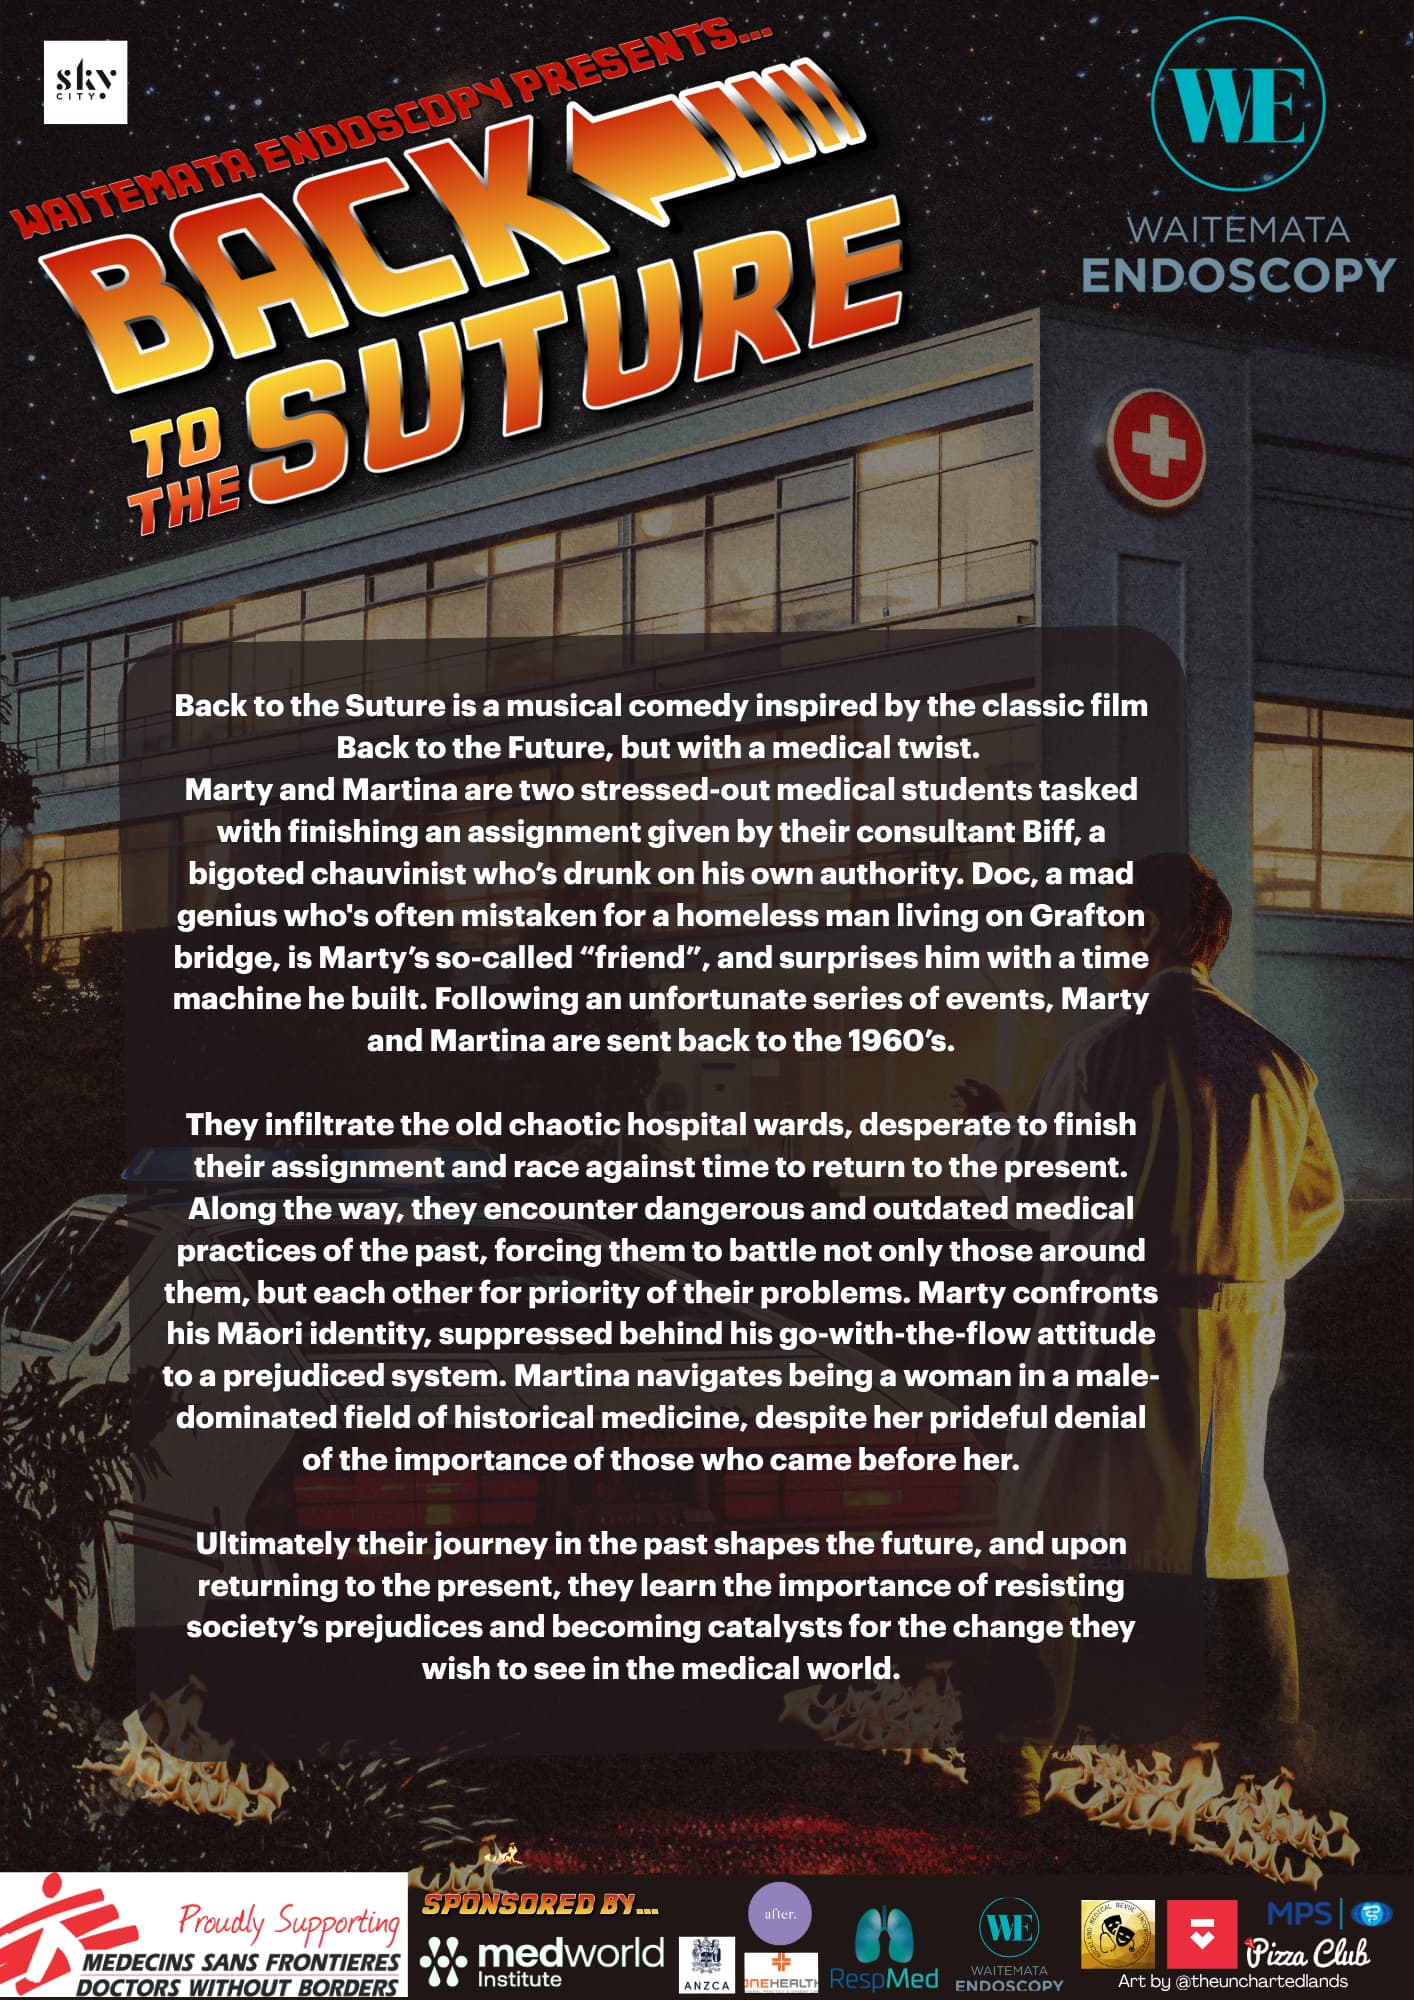 sky
CITY
WAITEMATA ENDOSCOPY PRESENTS...
BACK
TO THE
SUTURE
WE
WAITEMATA
ENDOSCOPY
Back to the Suture is a musical comedy inspired by the classic film
Back to the Future, but with a medical twist.
Marty and Martina are two stressed-out medical students tasked
with finishing an assignment given by their consultant Biff, a
bigoted chauvinist who’s drunk on his own authority. Doc, a mad
genius who's often mistaken for a homeless man living on Grafton
bridge, is Marty’s so-called “friend”, and surprises him with a time
machine he built. Following an unfortunate series of events, Marty
and Martina are sent back to the 1960’s.
They infiltrate the old chaotic hospital wards, desperate to finish
their assignment and race against time to return to the present.
Along the way, they encounter dangerous and outdated medical
practices of the past, forcing them to battle not only those around
them, but each other for priority of their problems. Marty confronts
his Māori identity, suppressed behind his go-with-the-flow attitude
to a prejudiced system. Martina navigates being a woman in a male-
dominated field of historical medicine, despite her prideful denial
of the importance of those who came before her.
Ultimately their journey in the past shapes the future, and upon
returning to the present, they learn the importance of resisting
society’s prejudices and becoming catalysts for the change they
wish to see in the medical world.
Proudly Supporting
MEDECINS SANS FRONTIERES
DOCTORS WITHOUT BORDERS
SPONSORED BY...
medworld
Institute
after.
ANZCA
ONEHEALTH
RespMed
WE
WAITEMATA
ENDOSCOPY
MPS
Pizza Club
Art by @theunchartedlands